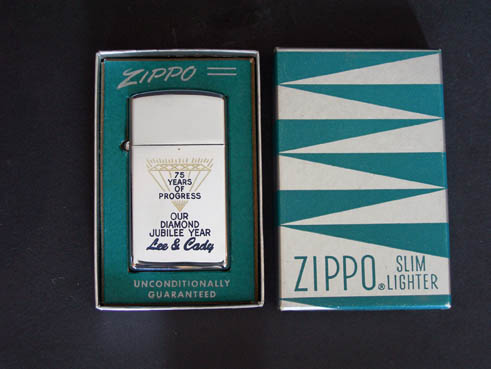 ZIPPO
75
YEARS
OF
PROGRESS
OUR
DIAMOND
JUBILEE YEAR
Lee & Cady
UNCONDITIONALLY
GUARANTEED
ZIPPO® SLIM
LIGHTER